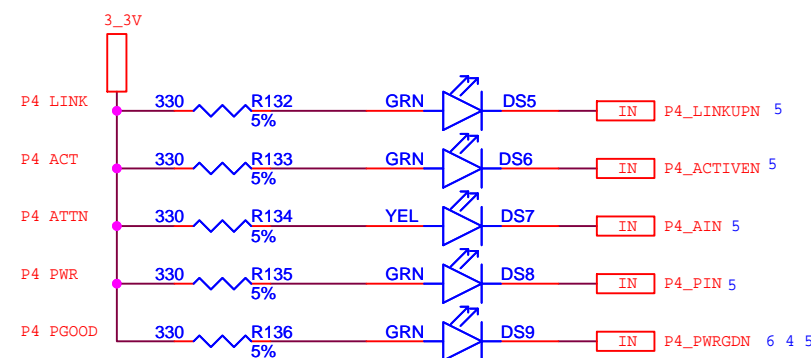 3_3V
P4 LINK 330 R132 5% GRN DS5 IN P4_LINKUPN 5
P4 ACT 330 R133 5% GRN DS6 IN P4_ACTIVEN 5
P4 ATTN 330 R134 5% YEL DS7 IN P4_AIN 5
P4 PWR 330 R135 5% GRN DS8 IN P4_PIN 5
P4 PGOOD 330 R136 5% GRN DS9 IN P4_PWRGDN 6 4 5